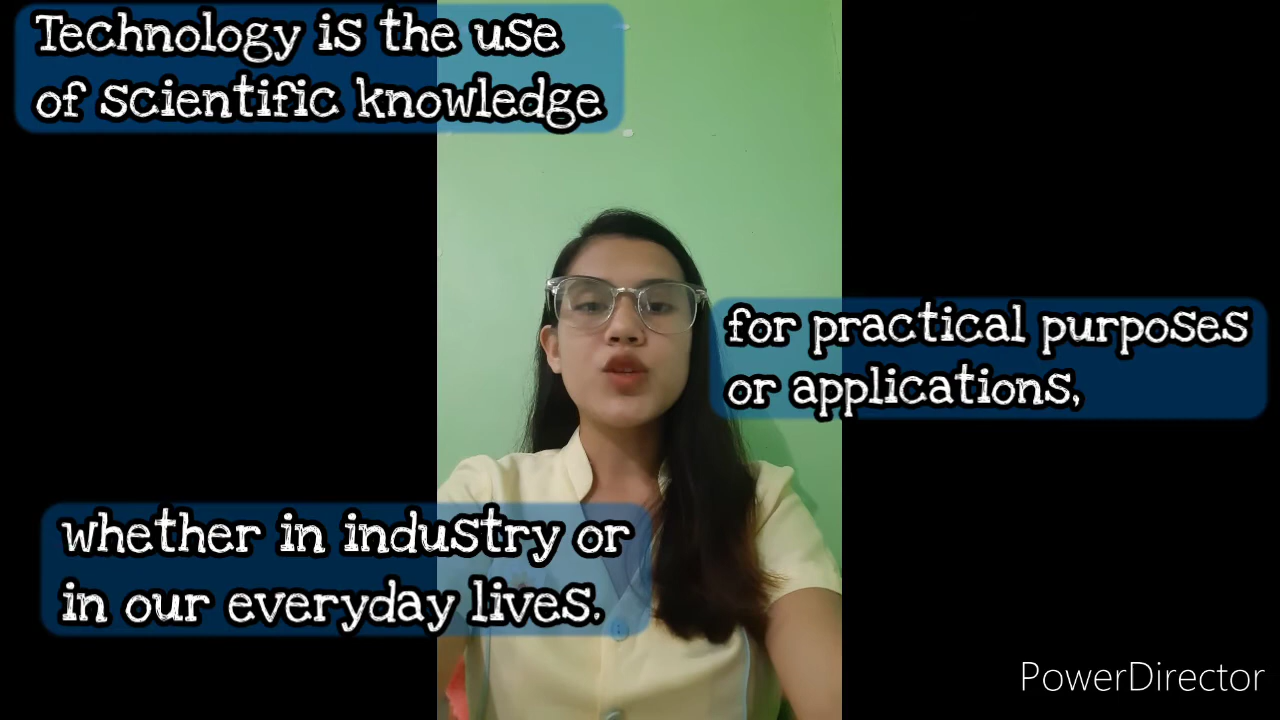 Technology is the use
of scientific knowledge
for practical purposes
or applications,
whether in industry or
in our everyday lives.
PowerDirector